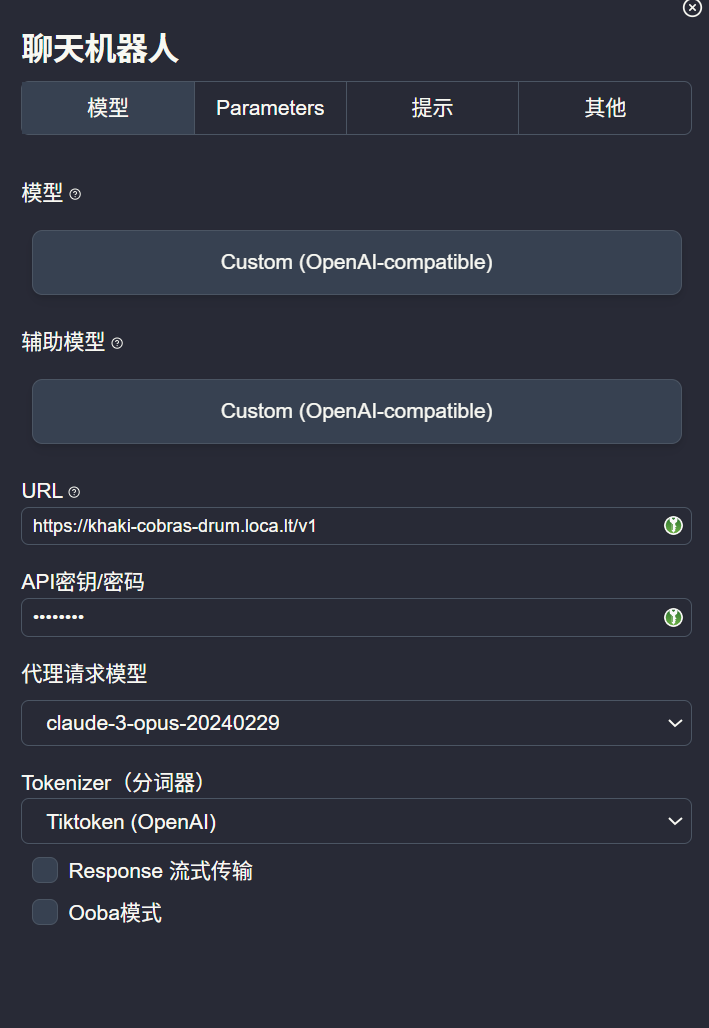 聊天机器人
模型 Parameters 提示 其他
模型
Custom (OpenAI-compatible)
辅助模型
Custom (OpenAI-compatible)
URL
https://khaki-cobras-drum.loca.lt/v1
API密钥/密码
••••••••
代理请求模型
claude-3-opus-20240229
Tokenizer（分词器）
Tiktoken (OpenAI)
Response 流式传输
Ooba模式